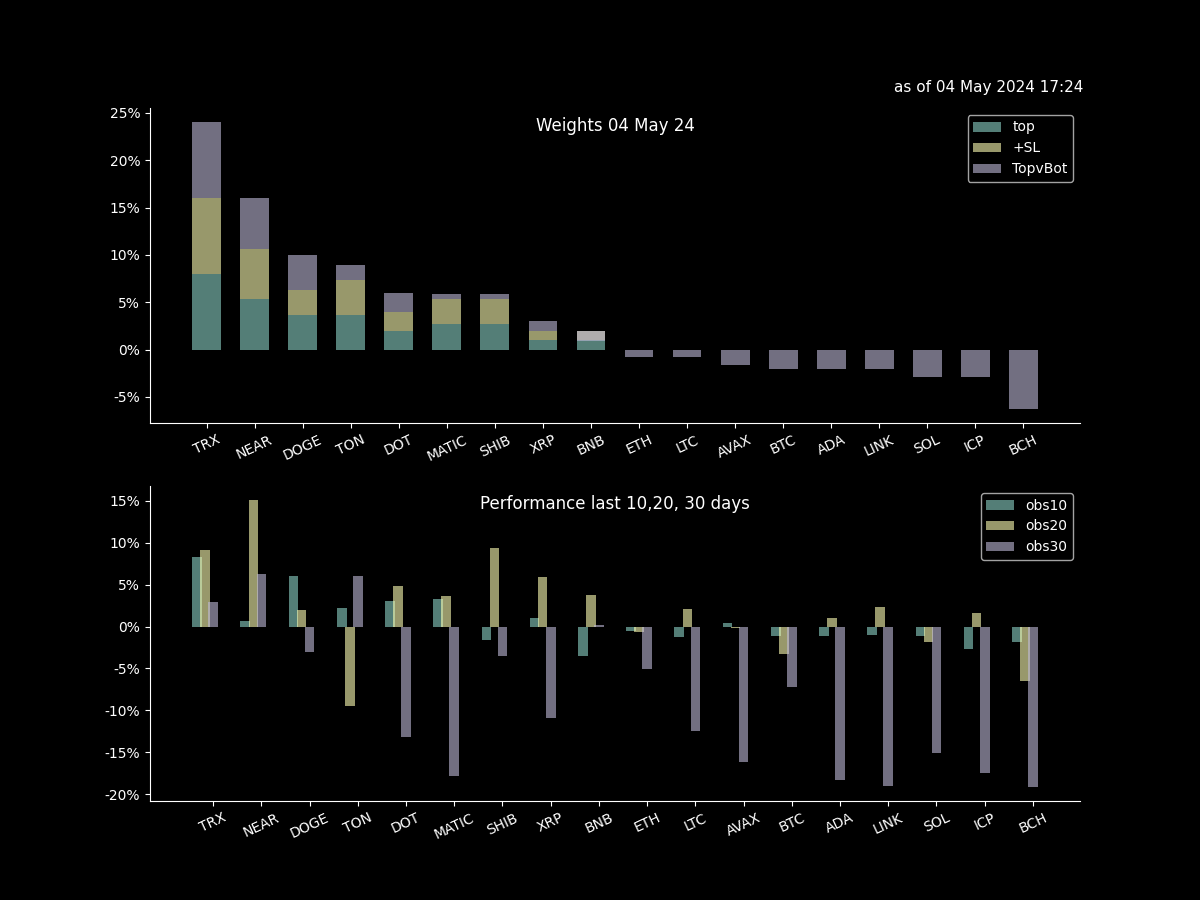 as of 04 May 2024 17:24
Weights 04 May 24
top
+SL
TopvBot
25%
20%
15%
10%
5%
0%
-5%
TRX NEAR DOGE TON DOT MATIC SHIB XRP BNB ETH LTC AVAX BTC ADA LINK SOL ICP BCH
Performance last 10,20, 30 days
obs10
obs20
obs30
15%
10%
5%
0%
-5%
-10%
-15%
-20%
TRX NEAR DOGE TON DOT MATIC SHIB XRP BNB ETH LTC AVAX BTC ADA LINK SOL ICP BCH